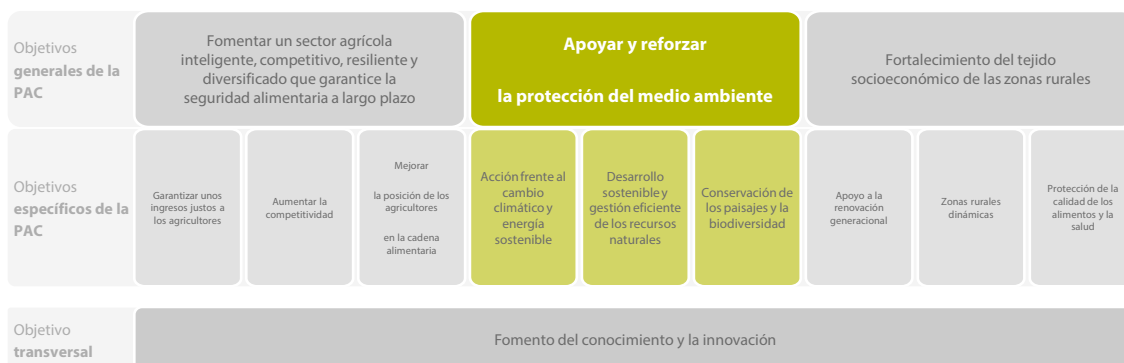 Objetivos
generales de la
PAC
Fomentar un sector agrícola
inteligente, competitivo, resiliente y
diversificado que garantice la
seguridad alimentaria a largo plazo
Apoyar y reforzar
la protección del medio ambiente
Fortalecimiento del tejido
socioeconómico de las zonas rurales
Objetivos
específicos de la
PAC
Garantizar unos
ingresos justos a
los agricultores
Aumentar la
competitividad
Mejorar
la posición de los
agricultores
en la cadena
alimentaria
Acción frente al
cambio
climático y
energía
sostenible
Desarrollo
sostenible y
gestión eficiente
de los recursos
naturales
Conservación de
los paisajes y la
biodiversidad
Apoyo a la
renovación
generacional
Zonas rurales
dinámicas
Protección de la
calidad de los
alimentos y la
salud
Objetivo
transversal
Fomento del conocimiento y la innovación